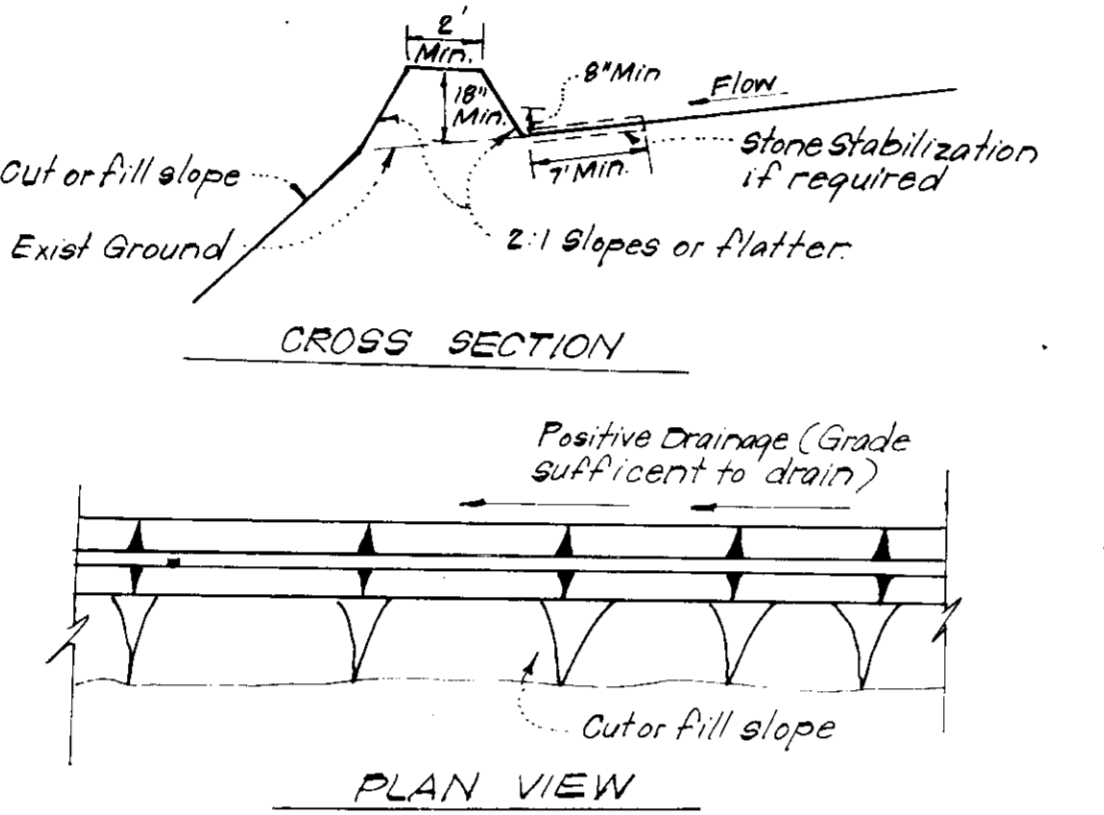 2'
Min.
8"Min
18"
Min.
Flow
Stone Stabilization
if required
7' Min.
Cut or fill slope
Exist Ground
2:1 Slopes or flatter.
CROSS SECTION
Positive Drainage (Grade
sufficent to drain)
Cut or fill slope
PLAN VIEW